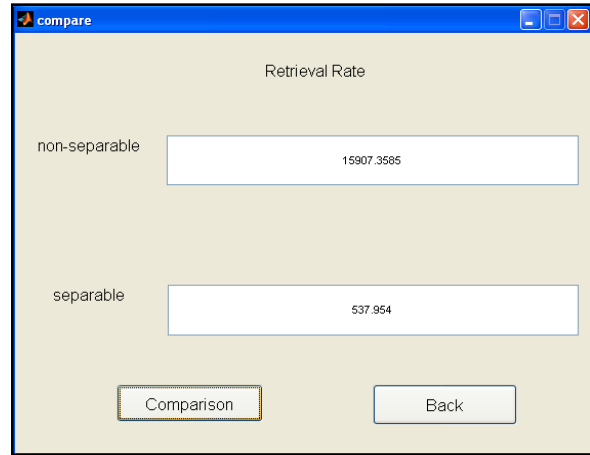 compare
Retrieval Rate
non-separable
15907.3585
separable
537.954
Comparison
Back